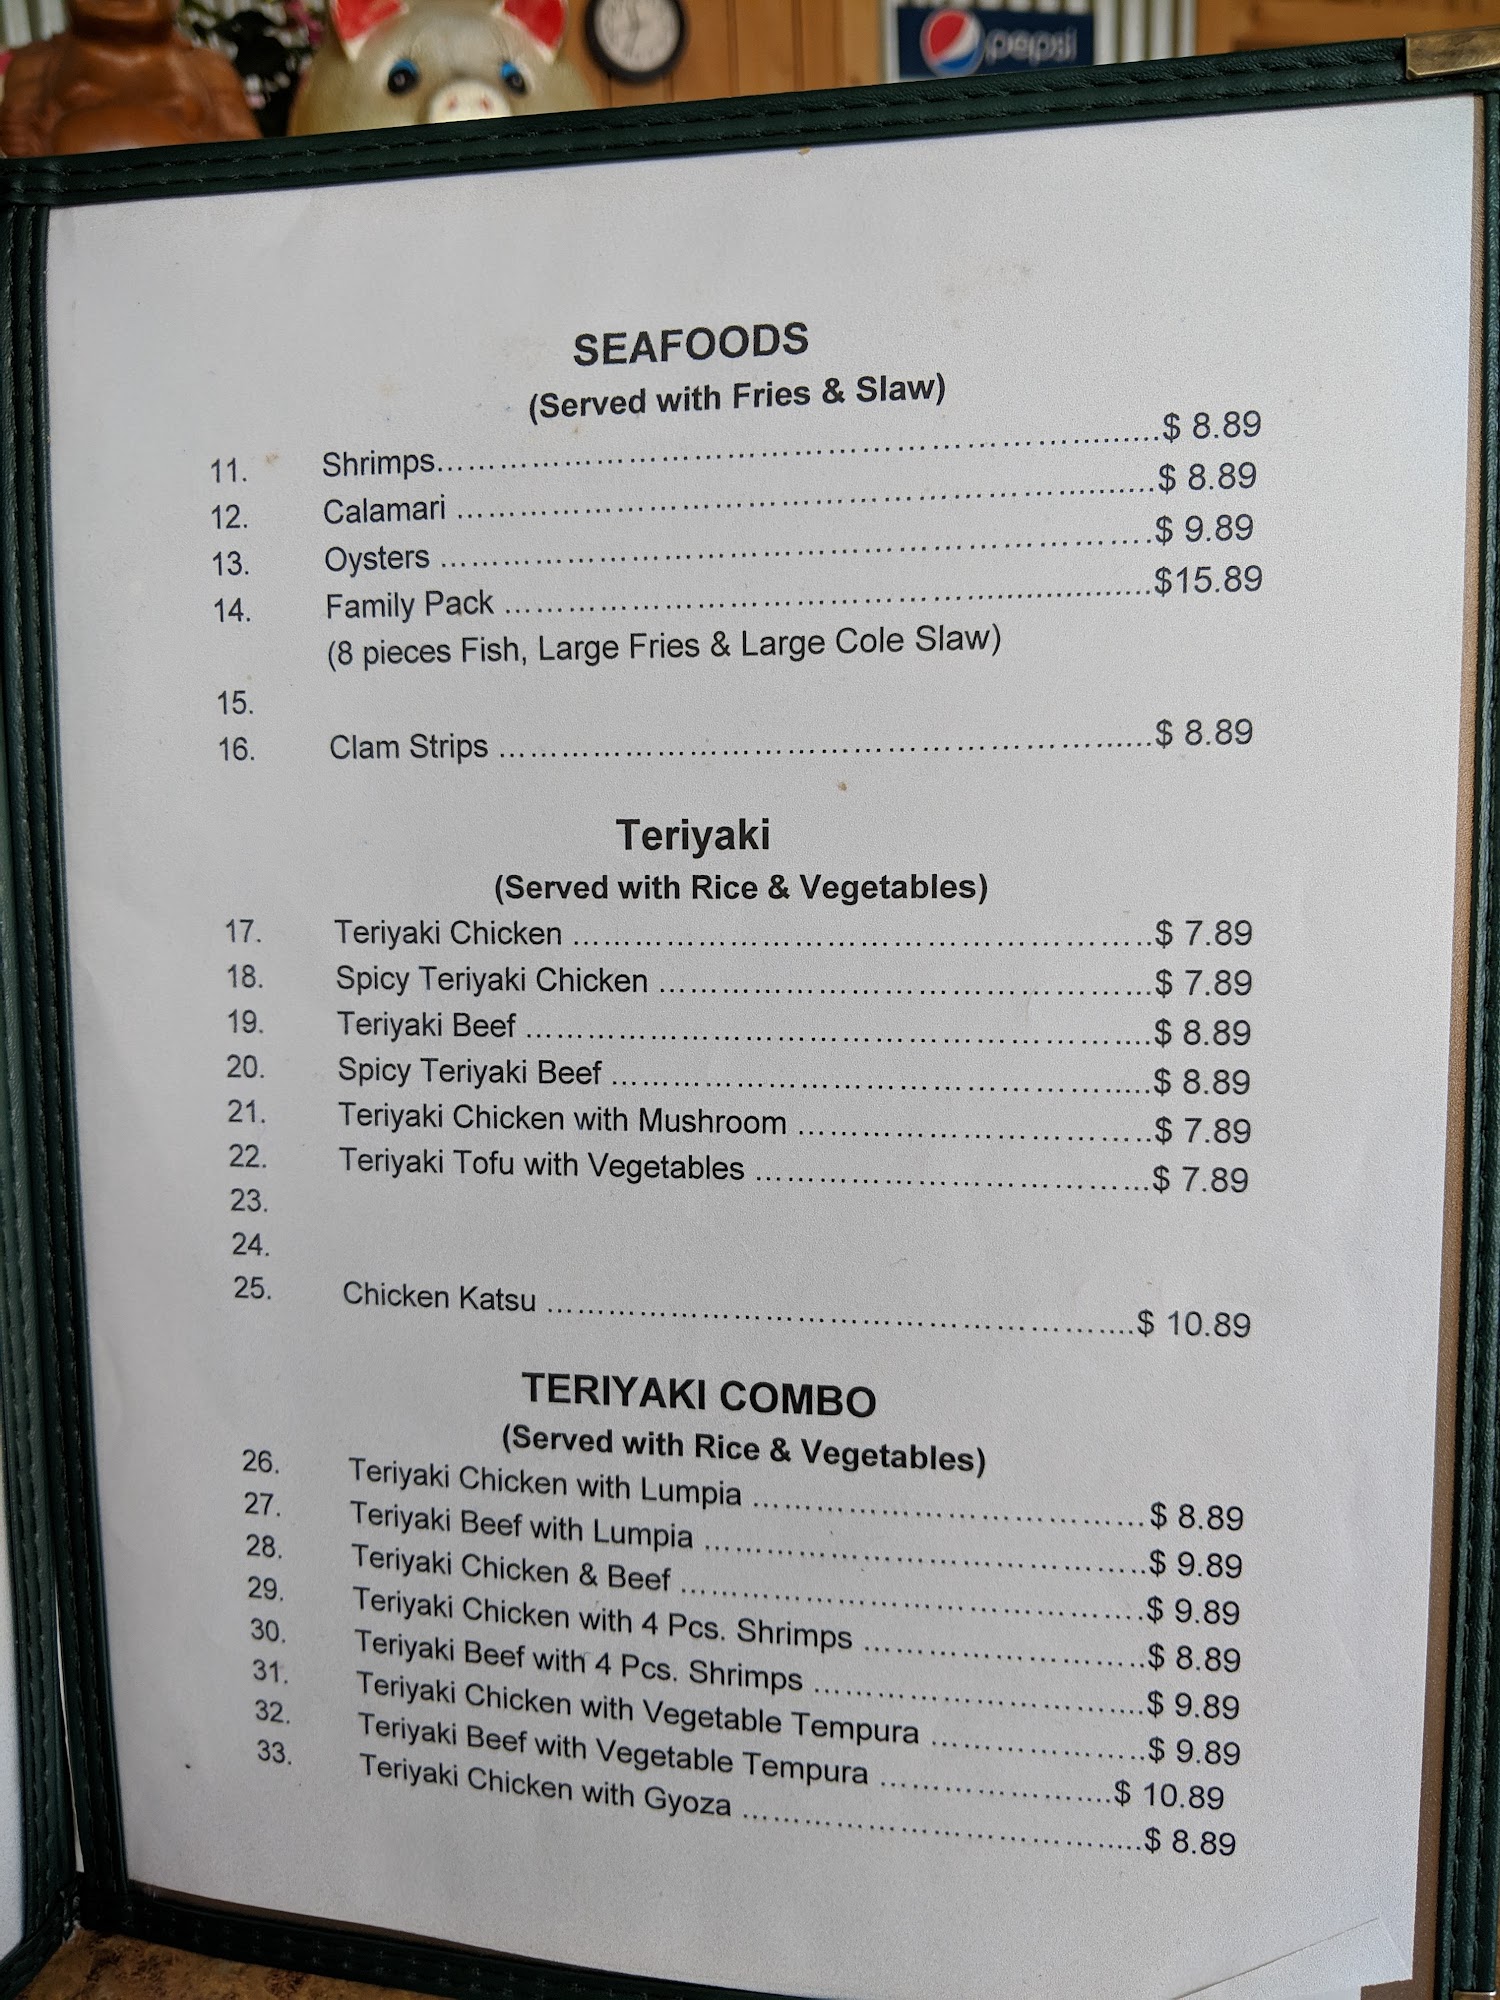 pepsi
SEAFOODS
(Served with Fries & Slaw)
11. Shrimps.................................................$ 8.89
12. Calamari .................................................$ 8.89
13. Oysters .................................................$ 9.89
14. Family Pack .................................................$15.89
(8 pieces Fish, Large Fries & Large Cole Slaw)
15.
16. Clam Strips .................................................$ 8.89
Teriyaki
(Served with Rice & Vegetables)
17. Teriyaki Chicken .................................................$ 7.89
18. Spicy Teriyaki Chicken .................................................$ 7.89
19. Teriyaki Beef .................................................$ 8.89
20. Spicy Teriyaki Beef .................................................$ 8.89
21. Teriyaki Chicken with Mushroom .................................$ 7.89
22. Teriyaki Tofu with Vegetables .................................$ 7.89
23.
24.
25. Chicken Katsu .................................................$ 10.89
TERIYAKI COMBO
(Served with Rice & Vegetables)
26. Teriyaki Chicken with Lumpia .................................$ 8.89
27. Teriyaki Beef with Lumpia .................................$ 9.89
28. Teriyaki Chicken & Beef .................................$ 9.89
29. Teriyaki Chicken with 4 Pcs. Shrimps .........................$ 8.89
30. Teriyaki Beef with 4 Pcs. Shrimps .........................$ 9.89
31. Teriyaki Chicken with Vegetable Tempura .....................$ 9.89
32. Teriyaki Beef with Vegetable Tempura .....................$ 10.89
33. Teriyaki Chicken with Gyoza .................................$ 8.89